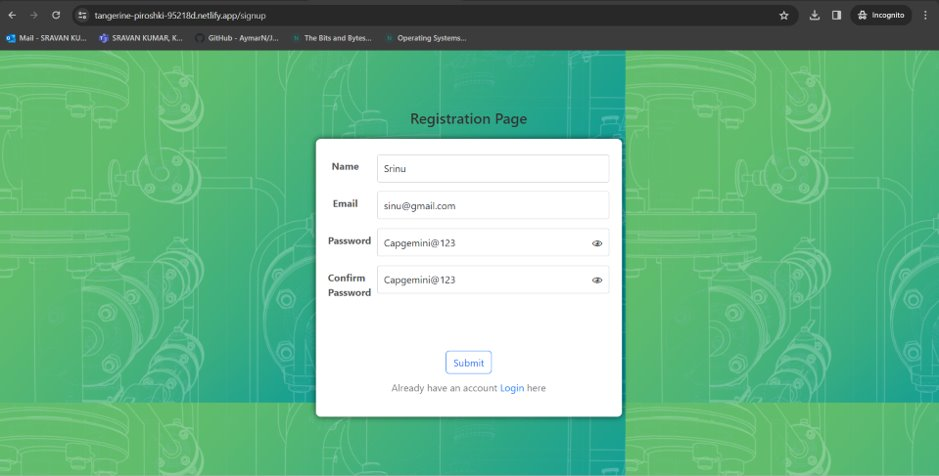 tangerine-piroshki-95218d.netlify.app/signup
Incognito
Mail - SRAVAN KU...
SRAVAN KUMAR, K...
GitHub - AymarN/J...
The Bits and Bytes...
Operating Systems...
Registration Page
Name
Srinu
Email
sinu@gmail.com
Password
Capgemini@123
Confirm
Password
Capgemini@123
Submit
Already have an account Login here